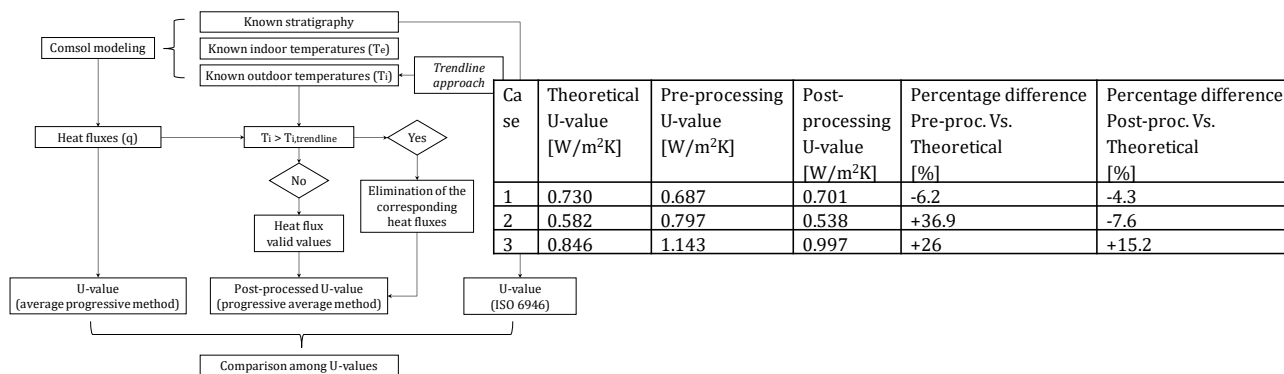 Known stratigraphy
Comsol modeling
Known indoor temperatures (Te)
Known outdoor temperatures (Ti)
Trendline
approach
Heat fluxes (q)
Ti > Ti,trendline
Yes
No
Elimination of the
corresponding
heat fluxes
Heat flux
valid values
U-value
(average progressive method)
Post-processed U-value
(progressive average method)
U-value
(ISO 6946)
Comparison among U-values
Ca
se
Theoretical
U-value
[W/m²K]
Pre-processing
U-value
[W/m²K]
Post-
processing
U-value
[W/m²K]
Percentage difference
Pre-proc. Vs.
Theoretical
[%]
Percentage difference
Post-proc. Vs.
Theoretical
[%]
1 0.730 0.687 0.701 -6.2 -4.3
2 0.582 0.797 0.538 +36.9 -7.6
3 0.846 1.143 0.997 +26 +15.2